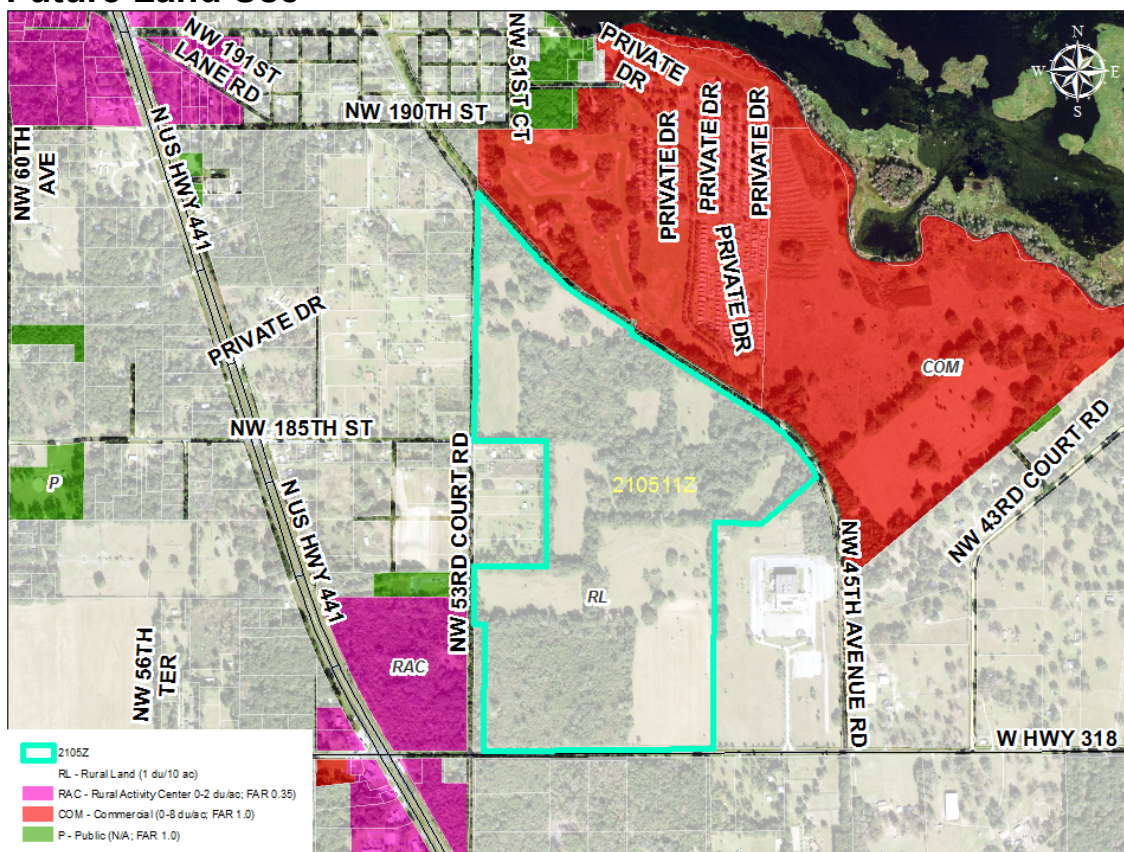 Future Land Use
NW 191ST
LANE RD
NW 51ST CT
PRIVATE
DR
N
W
E
S
NW 190TH ST
NW 60TH
AVE
N US HWY 441
PRIVATE DR
PRIVATE DR
PRIVATE DR
PRIVATE DR
PRIVATE DR
COM
NW 185TH ST
P
N US HWY 441
NW 53RD COURT RD
210511Z
NW 43RD COURT RD
NW 45TH AVENUE RD
RL
NW 56TH
TER
RAC
W HWY 318
2105Z
RL - Rural Land (1 du/10 ac)
RAC - Rural Activity Center 0-2 du/ac; FAR 0.35)
COM - Commercial (0-8 du/ac; FAR 1.0)
P - Public (N/A; FAR 1.0)